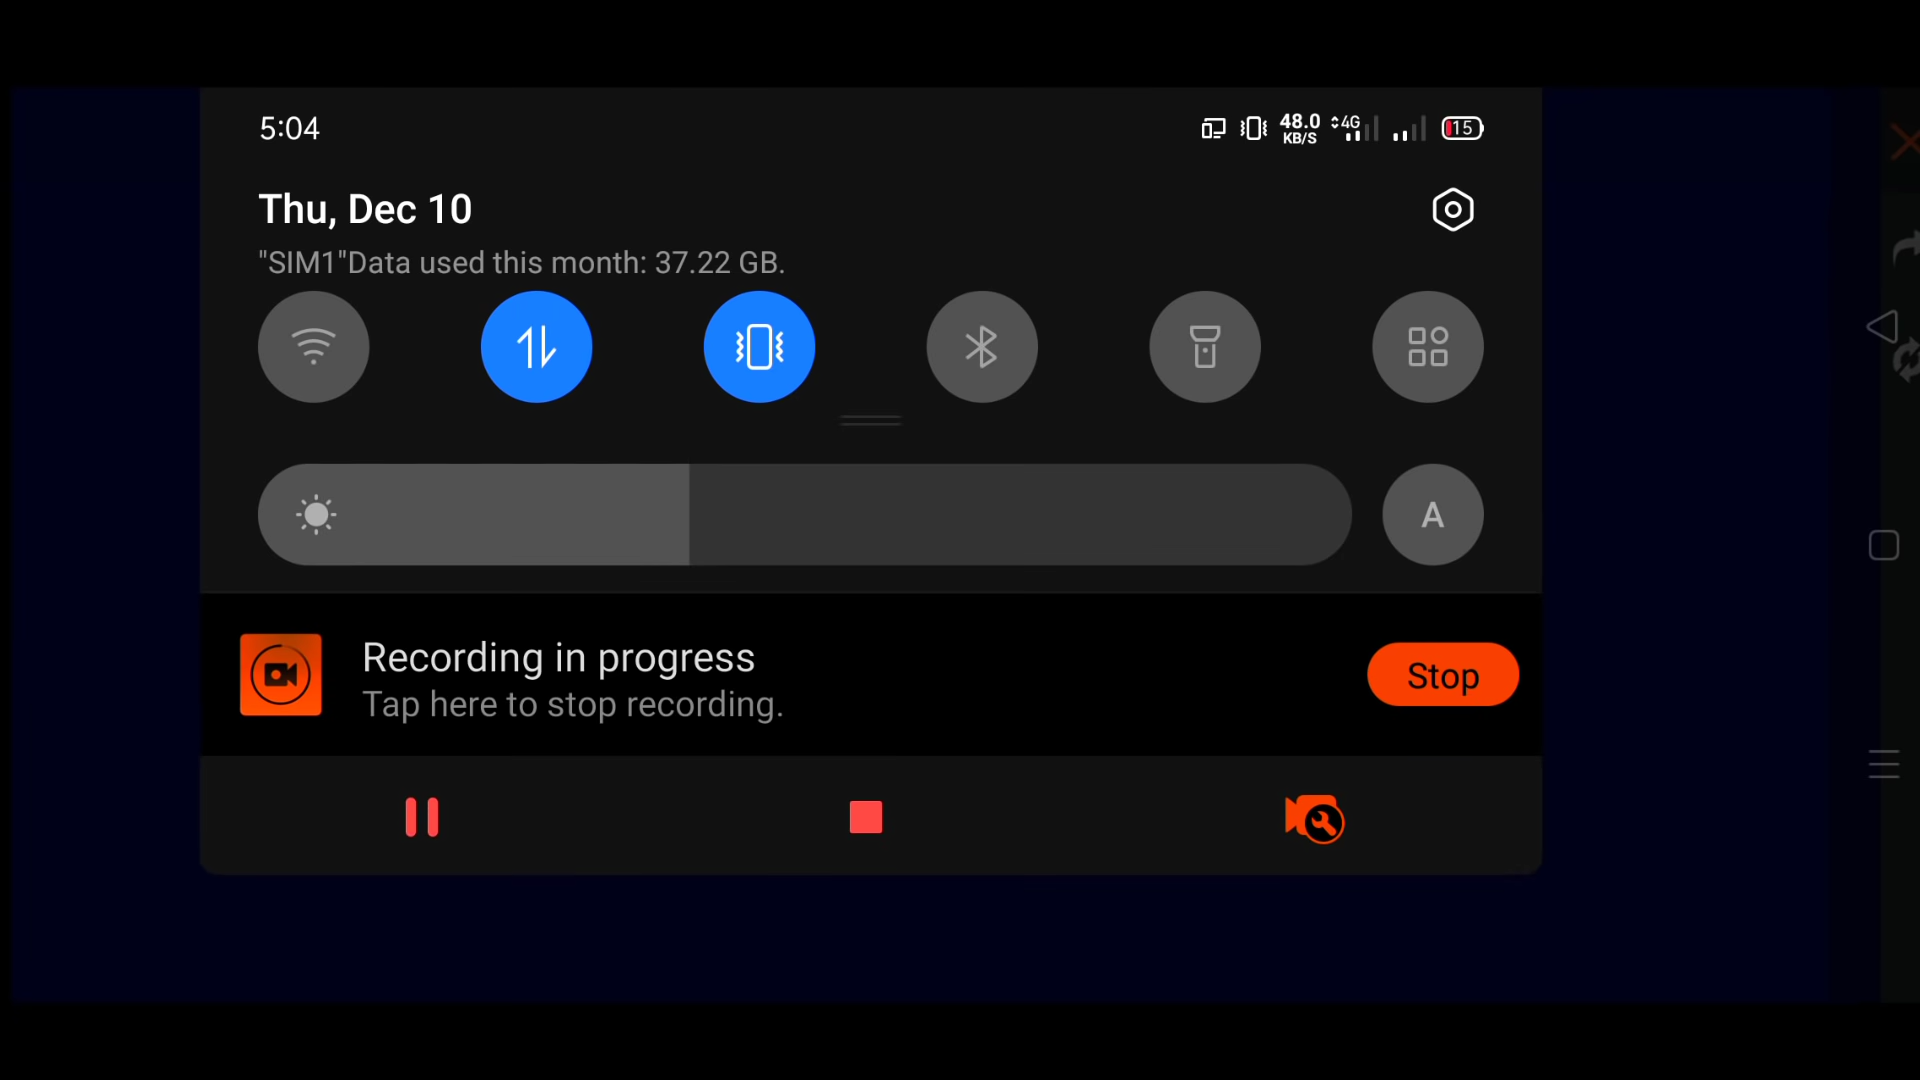 5:04
48.0
KB/S
4G
15
Thu, Dec 10
"SIM1"Data used this month: 37.22 GB.
A
Recording in progress
Tap here to stop recording.
Stop